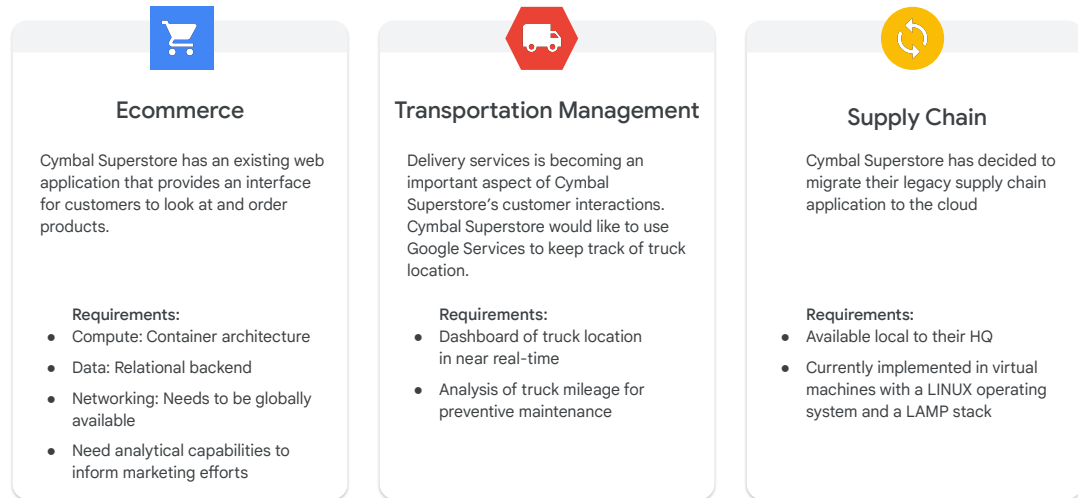 Ecommerce
Cymbal Superstore has an existing web
application that provides an interface
for customers to look at and order
products.
Requirements:
● Compute: Container architecture
● Data: Relational backend
● Networking: Needs to be globally
available
● Need analytical capabilities to
inform marketing efforts
Transportation Management
Delivery services is becoming an
important aspect of Cymbal
Superstore’s customer interactions.
Cymbal Superstore would like to use
Google Services to keep track of truck
location.
Requirements:
● Dashboard of truck location
in near real-time
● Analysis of truck mileage for
preventive maintenance
Supply Chain
Cymbal Superstore has decided to
migrate their legacy supply chain
application to the cloud
Requirements:
● Available local to their HQ
● Currently implemented in virtual
machines with a LINUX operating
system and a LAMP stack